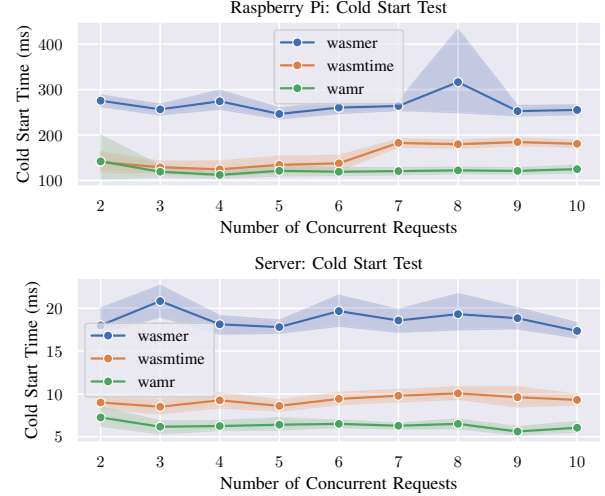 Raspberry Pi: Cold Start Test
Cold Start Time (ms)
400
300
200
100
wasmer
wasmtime
wamr
2 3 4 5 6 7 8 9 10
Number of Concurrent Requests
Server: Cold Start Test
Cold Start Time (ms)
20
15
10
5
wasmer
wasmtime
wamr
2 3 4 5 6 7 8 9 10
Number of Concurrent Requests